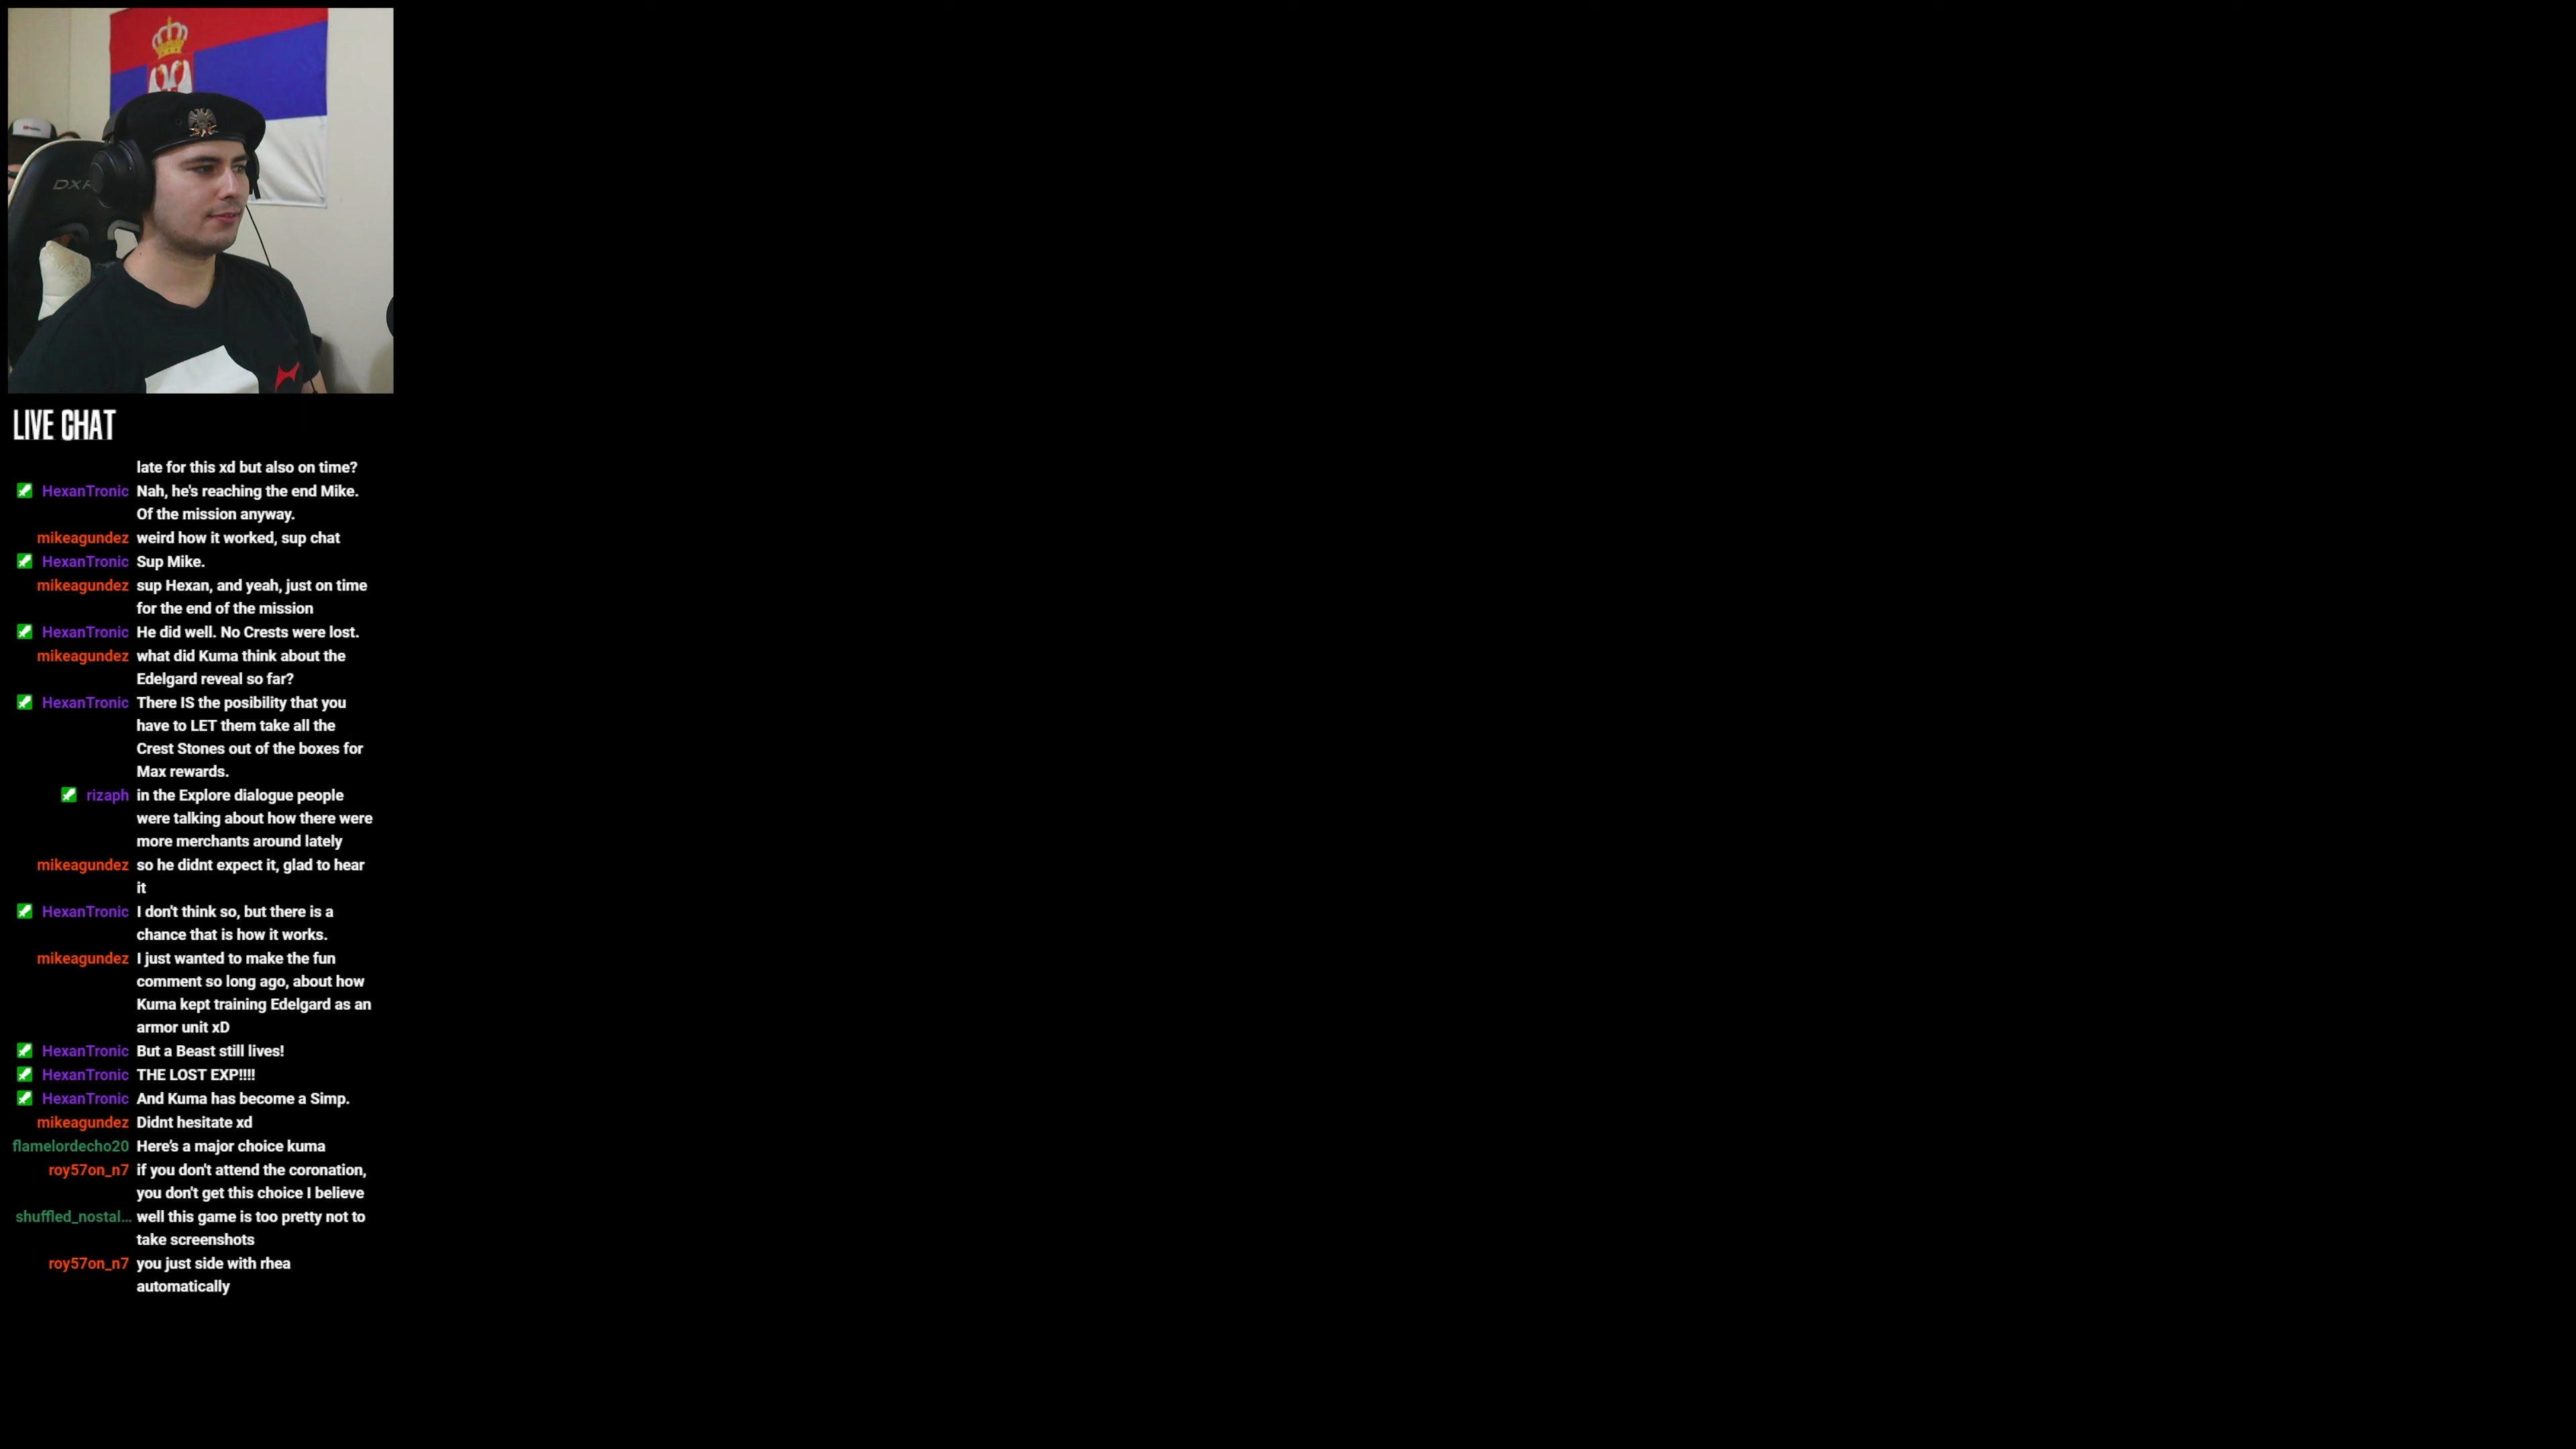 DXR
LIVE CHAT
late for this xd but also on time?
HexanTronic Nah, he's reaching the end Mike.
Of the mission anyway.
mikeagundez weird how it worked, sup chat
HexanTronic Sup Mike.
mikeagundez sup Hexan, and yeah, just on time
for the end of the mission
HexanTronic He did well. No Crests were lost.
mikeagundez what did Kuma think about the
Edelgard reveal so far?
HexanTronic There IS the posibility that you
have to LET them take all the
Crest Stones out of the boxes for
Max rewards.
rizaph in the Explore dialogue people
were talking about how there were
more merchants around lately
mikeagundez so he didnt expect it, glad to hear
it
HexanTronic I don't think so, but there is a
chance that is how it works.
mikeagundez I just wanted to make the fun
comment so long ago, about how
Kuma kept training Edelgard as an
armor unit xD
HexanTronic But a Beast still lives!
HexanTronic THE LOST EXP!!!!
HexanTronic And Kuma has become a Simp.
mikeagundez Didnt hesitate xd
flamelordecho20 Here's a major choice kuma
roy57on_n7 if you don't attend the coronation,
you don't get this choice I believe
shuffled_nostal... well this game is too pretty not to
take screenshots
roy57on_n7 you just side with rhea
automatically